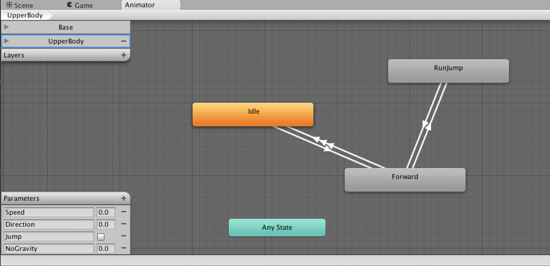 Scene
Game
Animator
UpperBody
Base
UpperBody
Layers
RunJump
Idle
Forward
Any State
Parameters
Speed 0.0
Direction 0.0
Jump
NoGravity 0.0